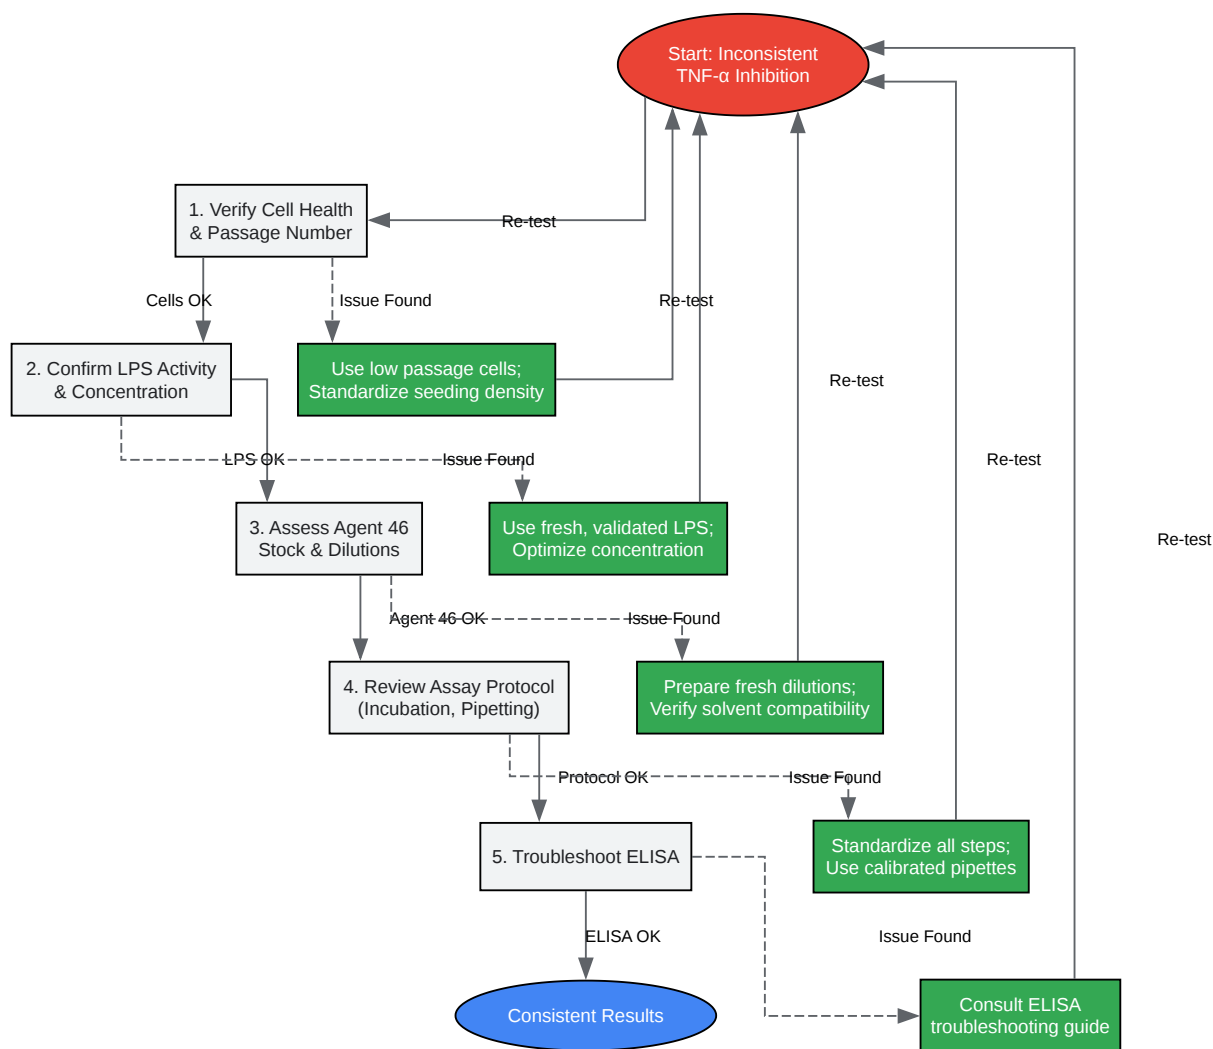 Start: Inconsistent
TNF-α Inhibition
1. Verify Cell Health
& Passage Number
Re-test
Cells OK
Issue Found
Re-test
2. Confirm LPS Activity
& Concentration
Use low passage cells;
Standardize seeding density
Re-test
LPS OK
Issue Found
Re-test
3. Assess Agent 46
Stock & Dilutions
Use fresh, validated LPS;
Optimize concentration
Re-test
Agent 46 OK
Issue Found
4. Review Assay Protocol
(Incubation, Pipetting)
Prepare fresh dilutions;
Verify solvent compatibility
Protocol OK
Issue Found
5. Troubleshoot ELISA
Standardize all steps;
Use calibrated pipettes
ELISA OK
Issue Found
Consistent Results
Consult ELISA
troubleshooting guide